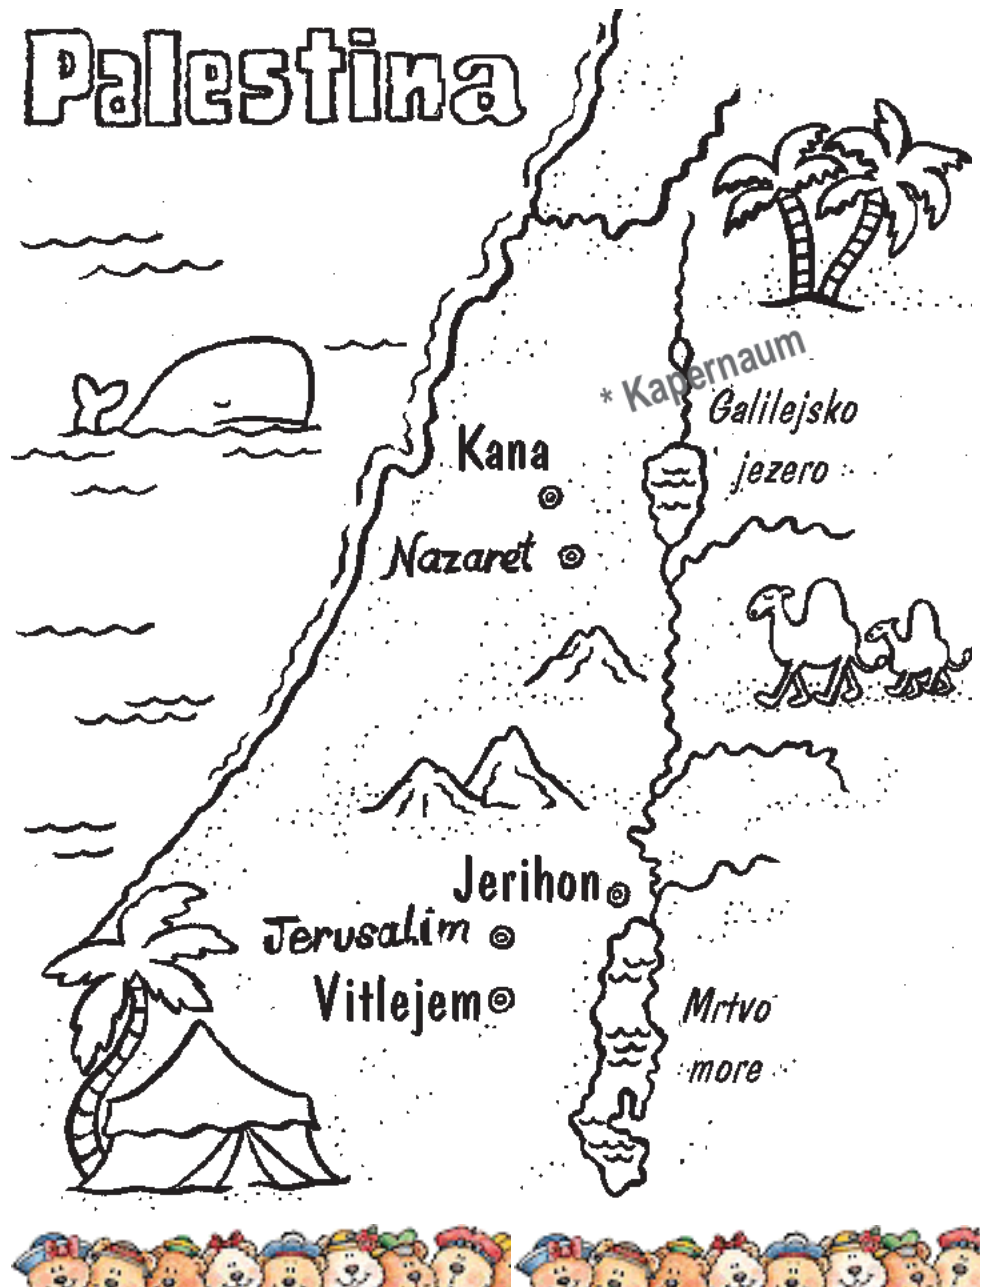 Palestina
* Kapernaum
Galilejsko
jezero
Kana
Nazaret
Jerihon
Jerusalim
Vitlejem
Mrtvo
more